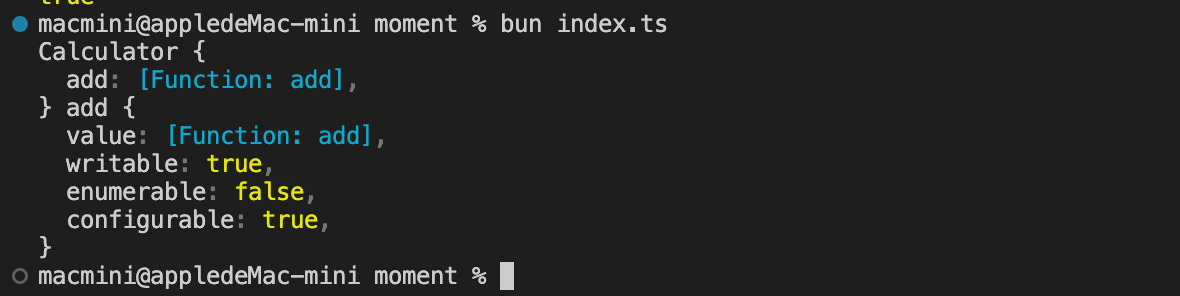 true
macmini@appledeMac-mini moment % bun index.ts
Calculator {
  add: [Function: add],
} add {
  value: [Function: add],
  writable: true,
  enumerable: false,
  configurable: true,
}
macmini@appledeMac-mini moment %